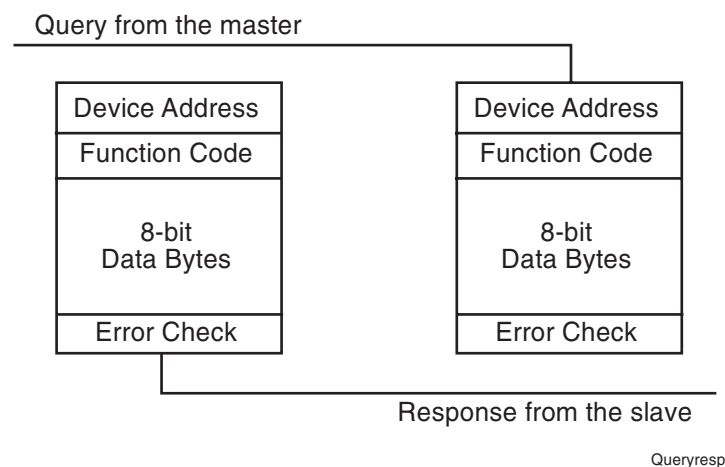 Query from the master
Device Address
Function Code
8-bit
Data Bytes
Error Check
Device Address
Function Code
8-bit
Data Bytes
Error Check
Response from the slave
Queryresp